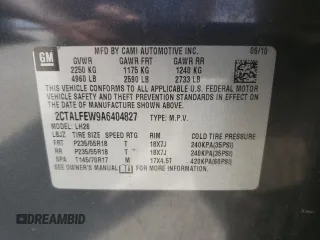 GM
MFD BY CAMI AUTOMOTIVE INC. 06/10
GVWR GAWR FRT GAWR RR
2250 KG 1175 KG 1240 KG
4960 LB 2590 LB 2733 LB
THIS VEHICLE CONFORMS TO ALL APPLICABLE U.S. FEDERAL
MOTOR VEHICLE SAFETY, BUMPER, AND THEFT PREVENTION
STANDARDS IN EFFECT ON THE DATE OF MANUFACTURE
SHOWN ABOVE.
2CTALFEW9A6404827 TYPE: M.P.V.
MODEL: LH26
LBJZ TIRE SIZE SPEED RTG RIM COLD TIRE PRESSURE
FRT P235/55R18 T 18X7J 240KPA(35PSI)
RR P235/55R18 T 18X7J 240KPA(35PSI)
SPA T145/70R17 M 17X4.5T 420KPA(60PSI)
SEE OWNER'S MANUAL FOR ADDITIONAL INFORMATION.